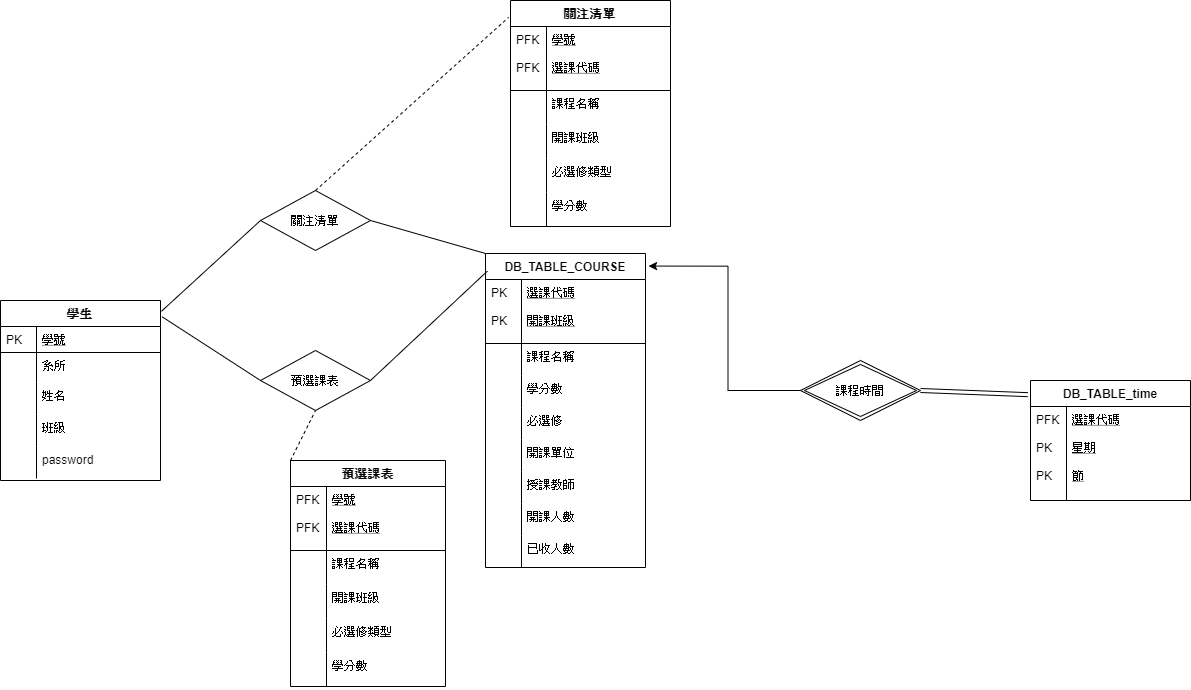 關注清單
PFK 學號
PFK 選課代碼
課程名稱
開課班級
必選修類型
學分數
關注清單
DB_TABLE_COURSE
PK 選課代碼
PK 開課班級
課程名稱
學分數
必選修
開課單位
授課教師
開課人數
已收人數
學生
PK 學號
系所
姓名
班級
password
預選課表
預選課表
PFK 學號
PFK 選課代碼
課程名稱
開課班級
必選修類型
學分數
課程時間
DB_TABLE_time
PFK 選課代碼
PK 星期
PK 節